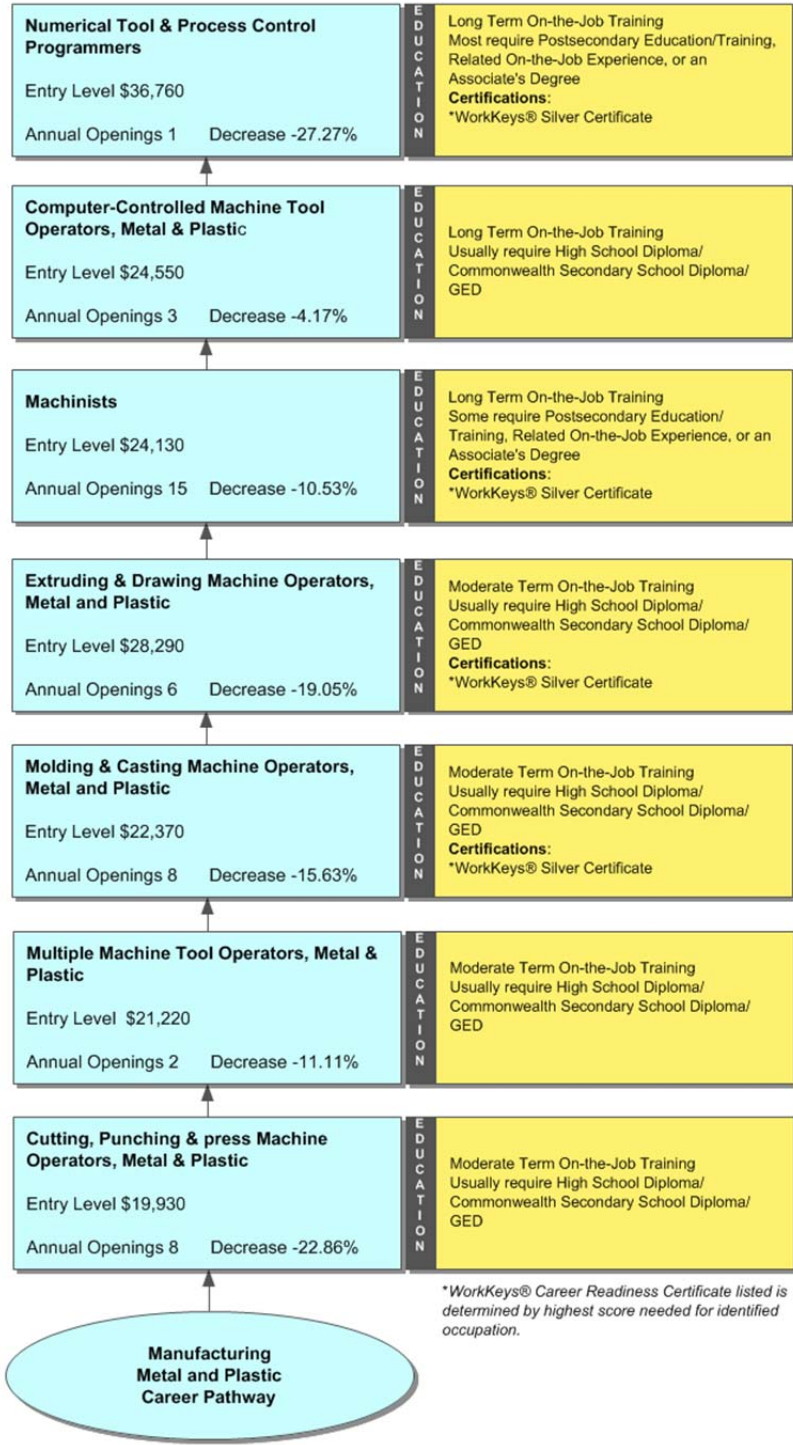 Numerical Tool & Process Control
Programmers
Entry Level $36,760
Annual Openings 1 Decrease -27.27%
EDUCATION
Long Term On-the-Job Training
Most require Postsecondary Education/Training,
Related On-the-Job Experience, or an
Associate's Degree
Certifications:
*WorkKeys® Silver Certificate
Computer-Controlled Machine Tool
Operators, Metal & Plastic
Entry Level $24,550
Annual Openings 3 Decrease -4.17%
EDUCATION
Long Term On-the-Job Training
Usually require High School Diploma/
Commonwealth Secondary School Diploma/
GED
Machinists
Entry Level $24,130
Annual Openings 15 Decrease -10.53%
EDUCATION
Long Term On-the-Job Training
Some require Postsecondary Education/
Training, Related On-the-Job Experience, or an
Associate's Degree
Certifications:
*WorkKeys® Silver Certificate
Extruding & Drawing Machine Operators,
Metal and Plastic
Entry Level $28,290
Annual Openings 6 Decrease -19.05%
EDUCATION
Moderate Term On-the-Job Training
Usually require High School Diploma/
Commonwealth Secondary School Diploma/
GED
Certifications:
*WorkKeys® Silver Certificate
Molding & Casting Machine Operators,
Metal and Plastic
Entry Level $22,370
Annual Openings 8 Decrease -15.63%
EDUCATION
Moderate Term On-the-Job Training
Usually require High School Diploma/
Commonwealth Secondary School Diploma/
GED
Certifications:
*WorkKeys® Silver Certificate
Multiple Machine Tool Operators, Metal &
Plastic
Entry Level $21,220
Annual Openings 2 Decrease -11.11%
EDUCATION
Moderate Term On-the-Job Training
Usually require High School Diploma/
Commonwealth Secondary School Diploma/
GED
Cutting, Punching & press Machine
Operators, Metal & Plastic
Entry Level $19,930
Annual Openings 8 Decrease -22.86%
EDUCATION
Moderate Term On-the-Job Training
Usually require High School Diploma/
Commonwealth Secondary School Diploma/
GED
*WorkKeys® Career Readiness Certificate listed is
determined by highest score needed for identified
occupation.
Manufacturing
Metal and Plastic
Career Pathway